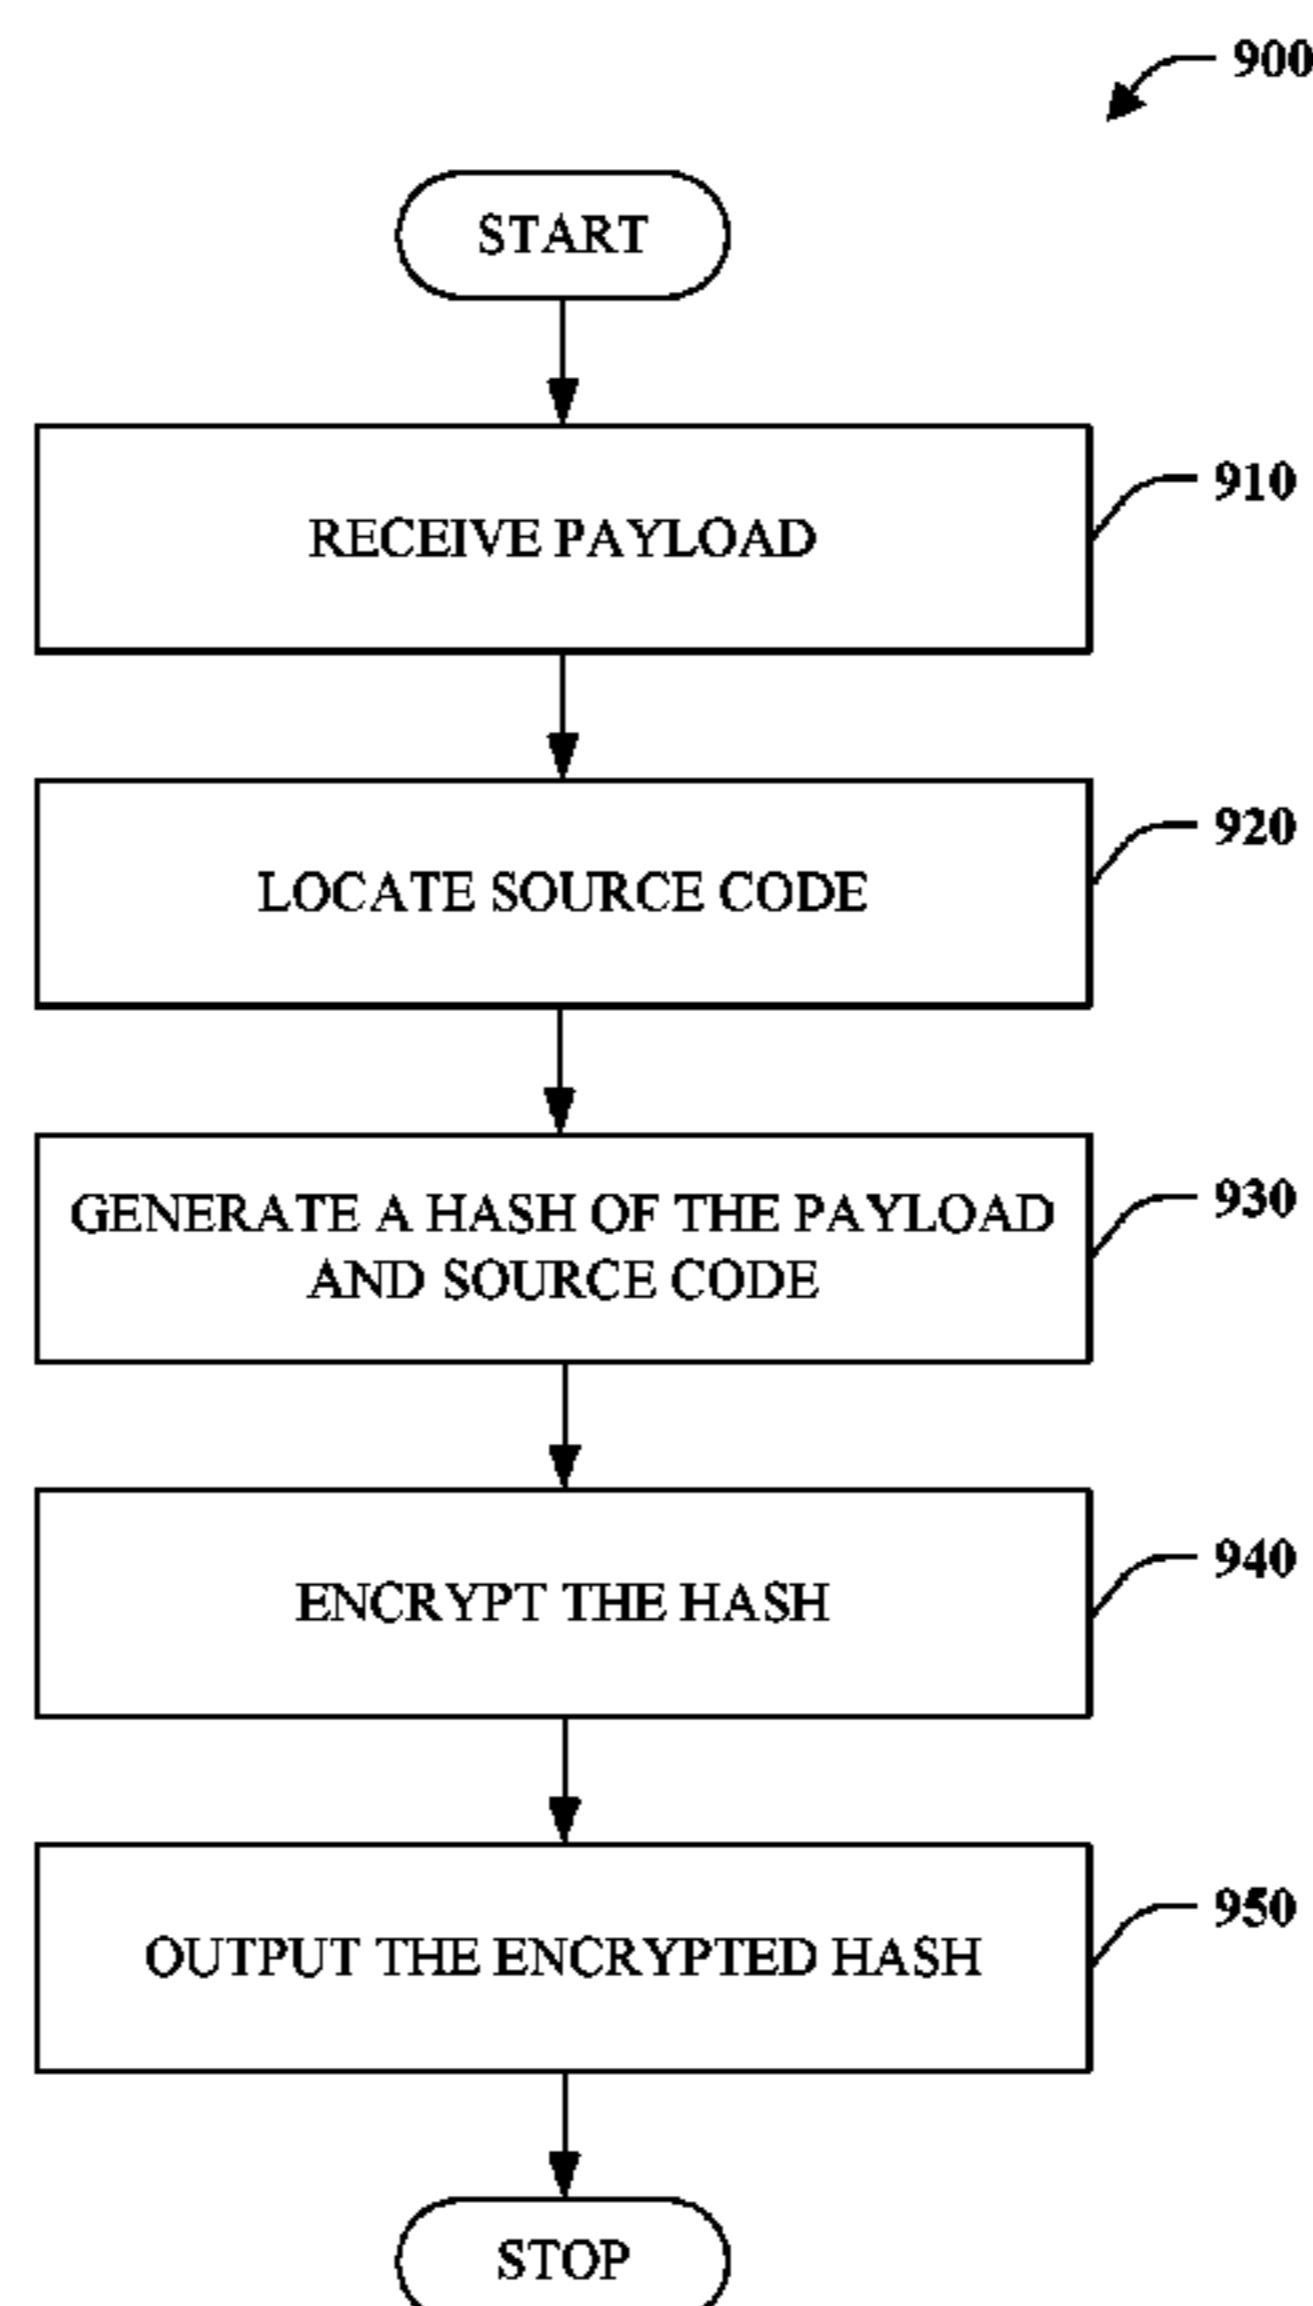 900
START
RECEIVE PAYLOAD
910
LOCATE SOURCE CODE
920
GENERATE A HASH OF THE PAYLOAD
AND SOURCE CODE
930
ENCRYPT THE HASH
940
OUTPUT THE ENCRYPTED HASH
950
STOP